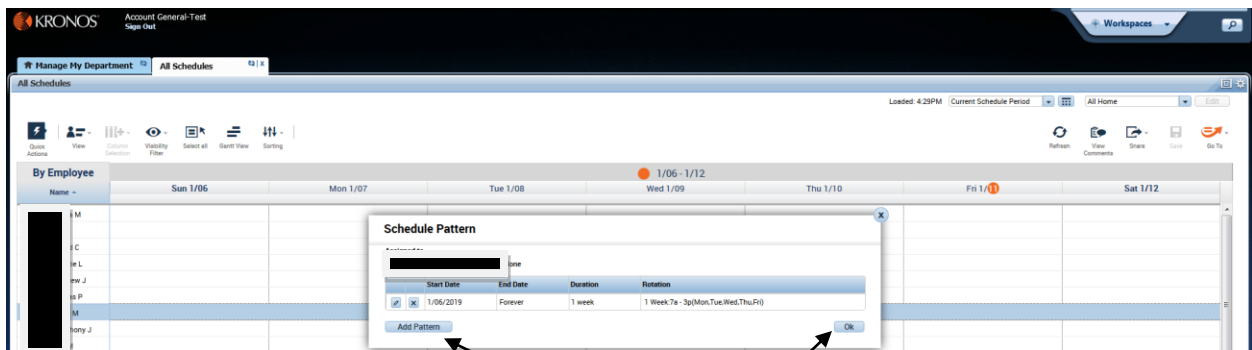 KRONOS
Account General-Test
Sign Out
Workspaces
Manage My Department
All Schedules
All Schedules
Loaded: 4:29PM Current Schedule Period All Home Edit
Quick Actions View Column Selection Visibility Filter Select all Gantt View Sorting Refresh View Comments Share Save Go To
By Employee 1/06 - 1/12
Name Sun 1/06 Mon 1/07 Tue 1/08 Wed 1/09 Thu 1/10 Fri 1/11 Sat 1/12
M
C
L
J
P
M
hony J
Schedule Pattern
x
Start Date End Date Duration Rotation
1/06/2019 Forever 1 week 1 Week:7a - 3p(Mon,Tue,Wed,Thu,Fri)
Add Pattern Ok